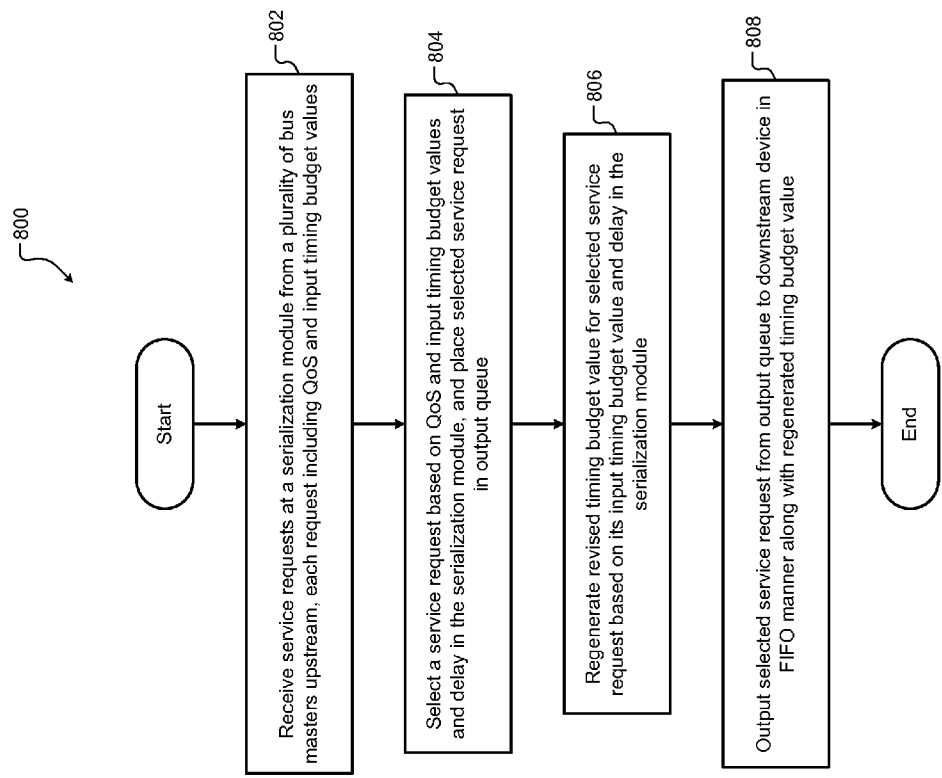 800
Start
802
Receive service requests at a serialization module from a plurality of bus
masters upstream, each request including QoS and input timing budget values
804
Select a service request based on QoS and input timing budget values
and delay in the serialization module, and place selected service request
in output queue
806
Regenerate revised timing budget value for selected service
request based on its input timing budget value and delay in the
serialization module
808
Output selected service request from output queue to downstream device in
FIFO manner along with regenerated timing budget value
End